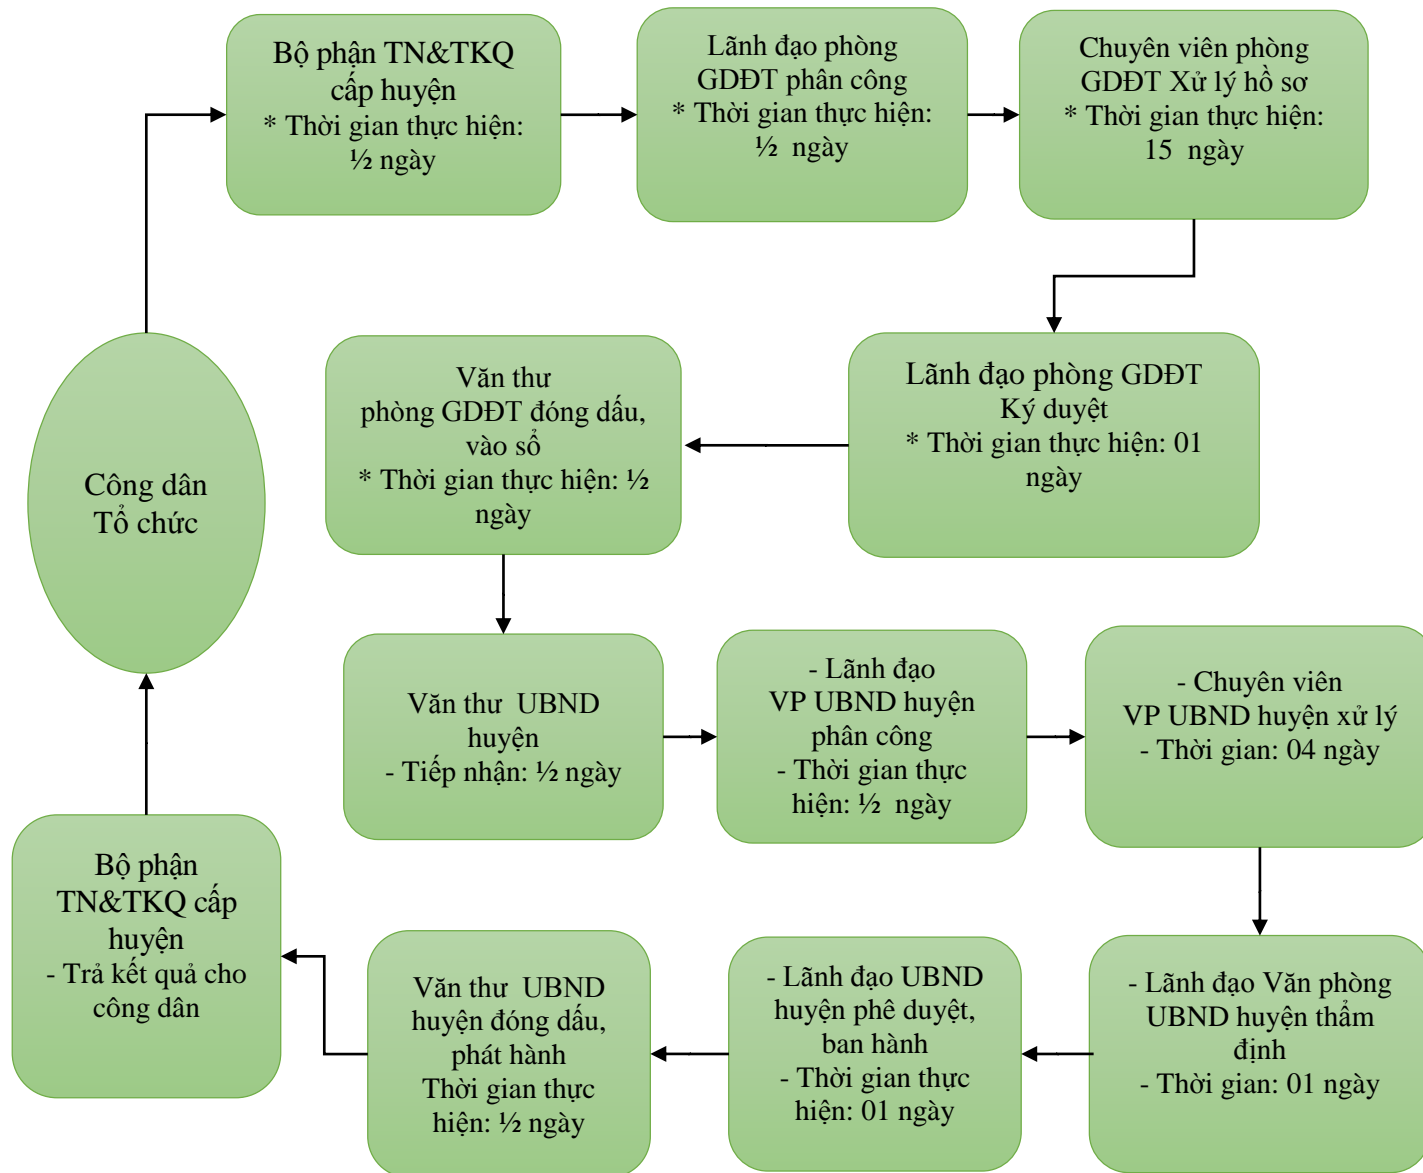 Bộ phận TN&TKQ
cấp huyện
* Thời gian thực hiện:
½ ngày
Lãnh đạo phòng
GDĐT phân công
* Thời gian thực hiện:
½ ngày
Chuyên viên phòng
GDĐT Xử lý hồ sơ
* Thời gian thực hiện:
15 ngày
Lãnh đạo phòng GDĐT
Ký duyệt
* Thời gian thực hiện: 01
ngày
Văn thư
phòng GDĐT đóng dấu,
vào sổ
* Thời gian thực hiện: ½
ngày
Công dân
Tổ chức
Văn thư UBND
huyện
- Tiếp nhận: ½ ngày
- Lãnh đạo
VP UBND huyện
phân công
- Thời gian thực
hiện: ½ ngày
- Chuyên viên
VP UBND huyện xử lý
- Thời gian: 04 ngày
- Lãnh đạo Văn phòng
UBND huyện thẩm
định
- Thời gian: 01 ngày
- Lãnh đạo UBND
huyện phê duyệt,
ban hành
- Thời gian thực
hiện: 01 ngày
Văn thư UBND
huyện đóng dấu,
phát hành
Thời gian thực
hiện: ½ ngày
Bộ phận
TN&TKQ cấp
huyện
- Trả kết quả cho
công dân